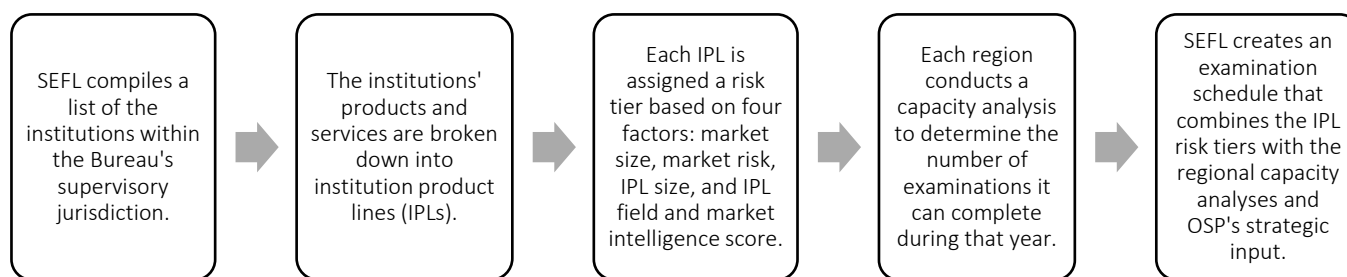 SEFL compiles a
list of the
institutions within
the Bureau's
supervisory
jurisdiction.
The institutions'
products and
services are broken
down into
institution product
lines (IPLs).
Each IPL is
assigned a risk
tier based on four
factors: market
size, market risk,
IPL size, and IPL
field and market
intelligence score.
Each region
conducts a
capacity analysis
to determine the
number of
examinations it
can complete
during that year.
SEFL creates an
examination
schedule that
combines the IPL
risk tiers with the
regional capacity
analyses and
OSP's strategic
input.